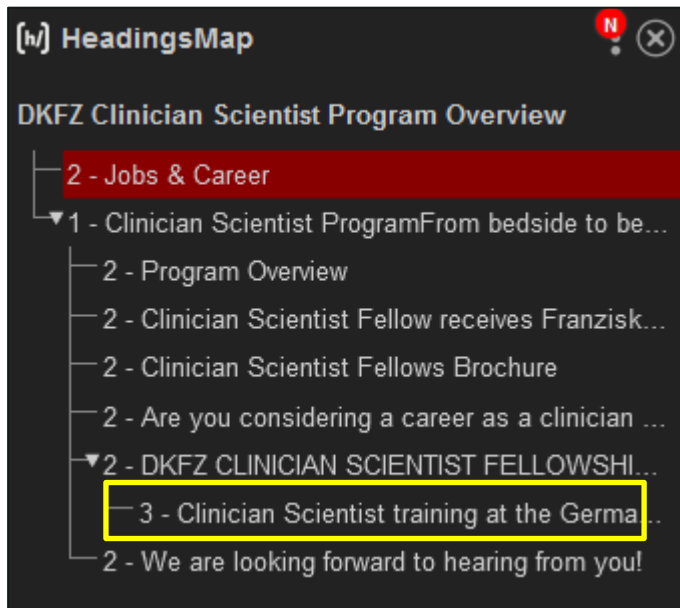 [h/] HeadingsMap
N
DKFZ Clinician Scientist Program Overview
2 - Jobs & Career
1 - Clinician Scientist ProgramFrom bedside to be...
2 - Program Overview
2 - Clinician Scientist Fellow receives Franzisk...
2 - Clinician Scientist Fellows Brochure
2 - Are you considering a career as a clinician ...
2 - DKFZ CLINICIAN SCIENTIST FELLOWSHI...
3 - Clinician Scientist training at the Germa...
2 - We are looking forward to hearing from you!